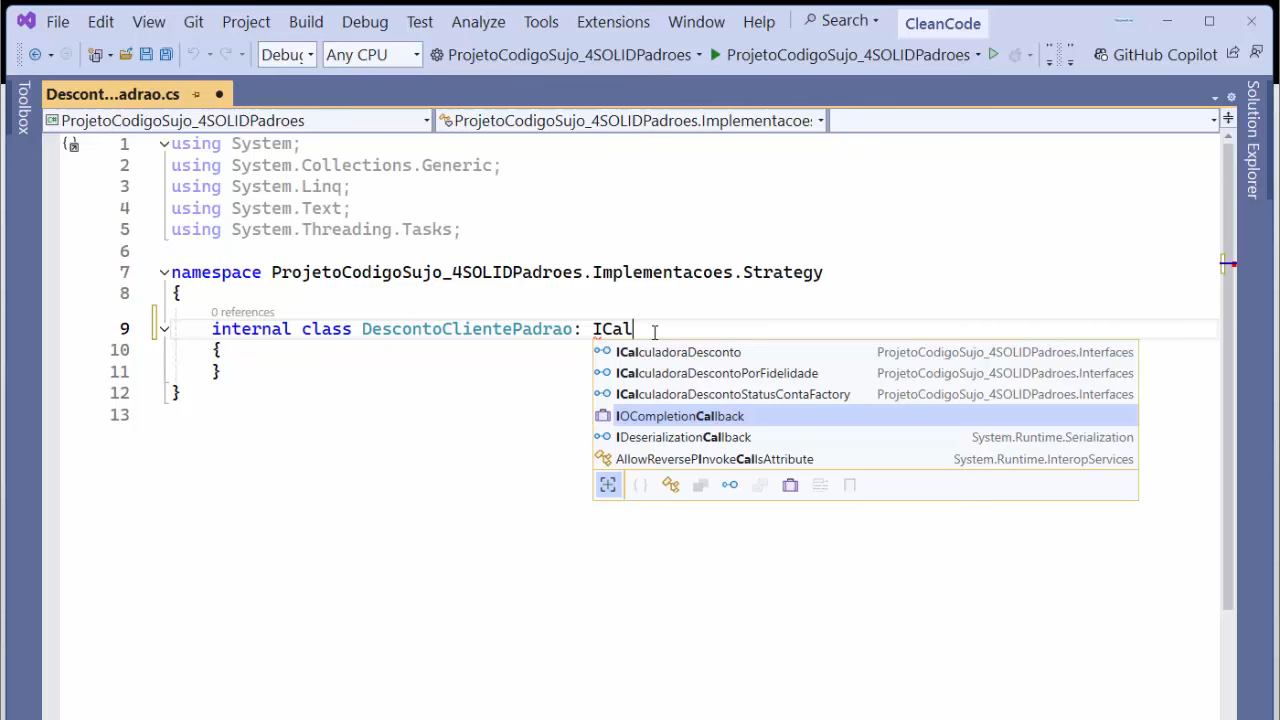 File Edit View Git Project Build Debug Test Analyze Tools Extensions Window Help Search CleanCode
Debug Any CPU ProjetoCodigoSujo_4SOLIDPadroes ProjetoCodigoSujo_4SOLIDPadroes GitHub Copilot
Toolbox
Descont...adrao.cs
Solution Explorer
ProjetoCodigoSujo_4SOLIDPadroes ProjetoCodigoSujo_4SOLIDPadroes.Implementacoes
1 using System;
2 using System.Collections.Generic;
3 using System.Linq;
4 using System.Text;
5 using System.Threading.Tasks;
6
7 namespace ProjetoCodigoSujo_4SOLIDPadroes.Implementacoes.Strategy
8 {
0 references
9 internal class DescontoClientePadrao: ICal
10 {
11 }
12 }
13
ICalculadoraDesconto ProjetoCodigoSujo_4SOLIDPadroes.Interfaces
ICalculadoraDescontoPorFidelidade ProjetoCodigoSujo_4SOLIDPadroes.Interfaces
ICalculadoraDescontoStatusContaFactory ProjetoCodigoSujo_4SOLIDPadroes.Interfaces
IOCompletionCallback
IDeserializationCallback System.Runtime.Serialization
AllowReversePInvokeCallsAttribute System.Runtime.InteropServices